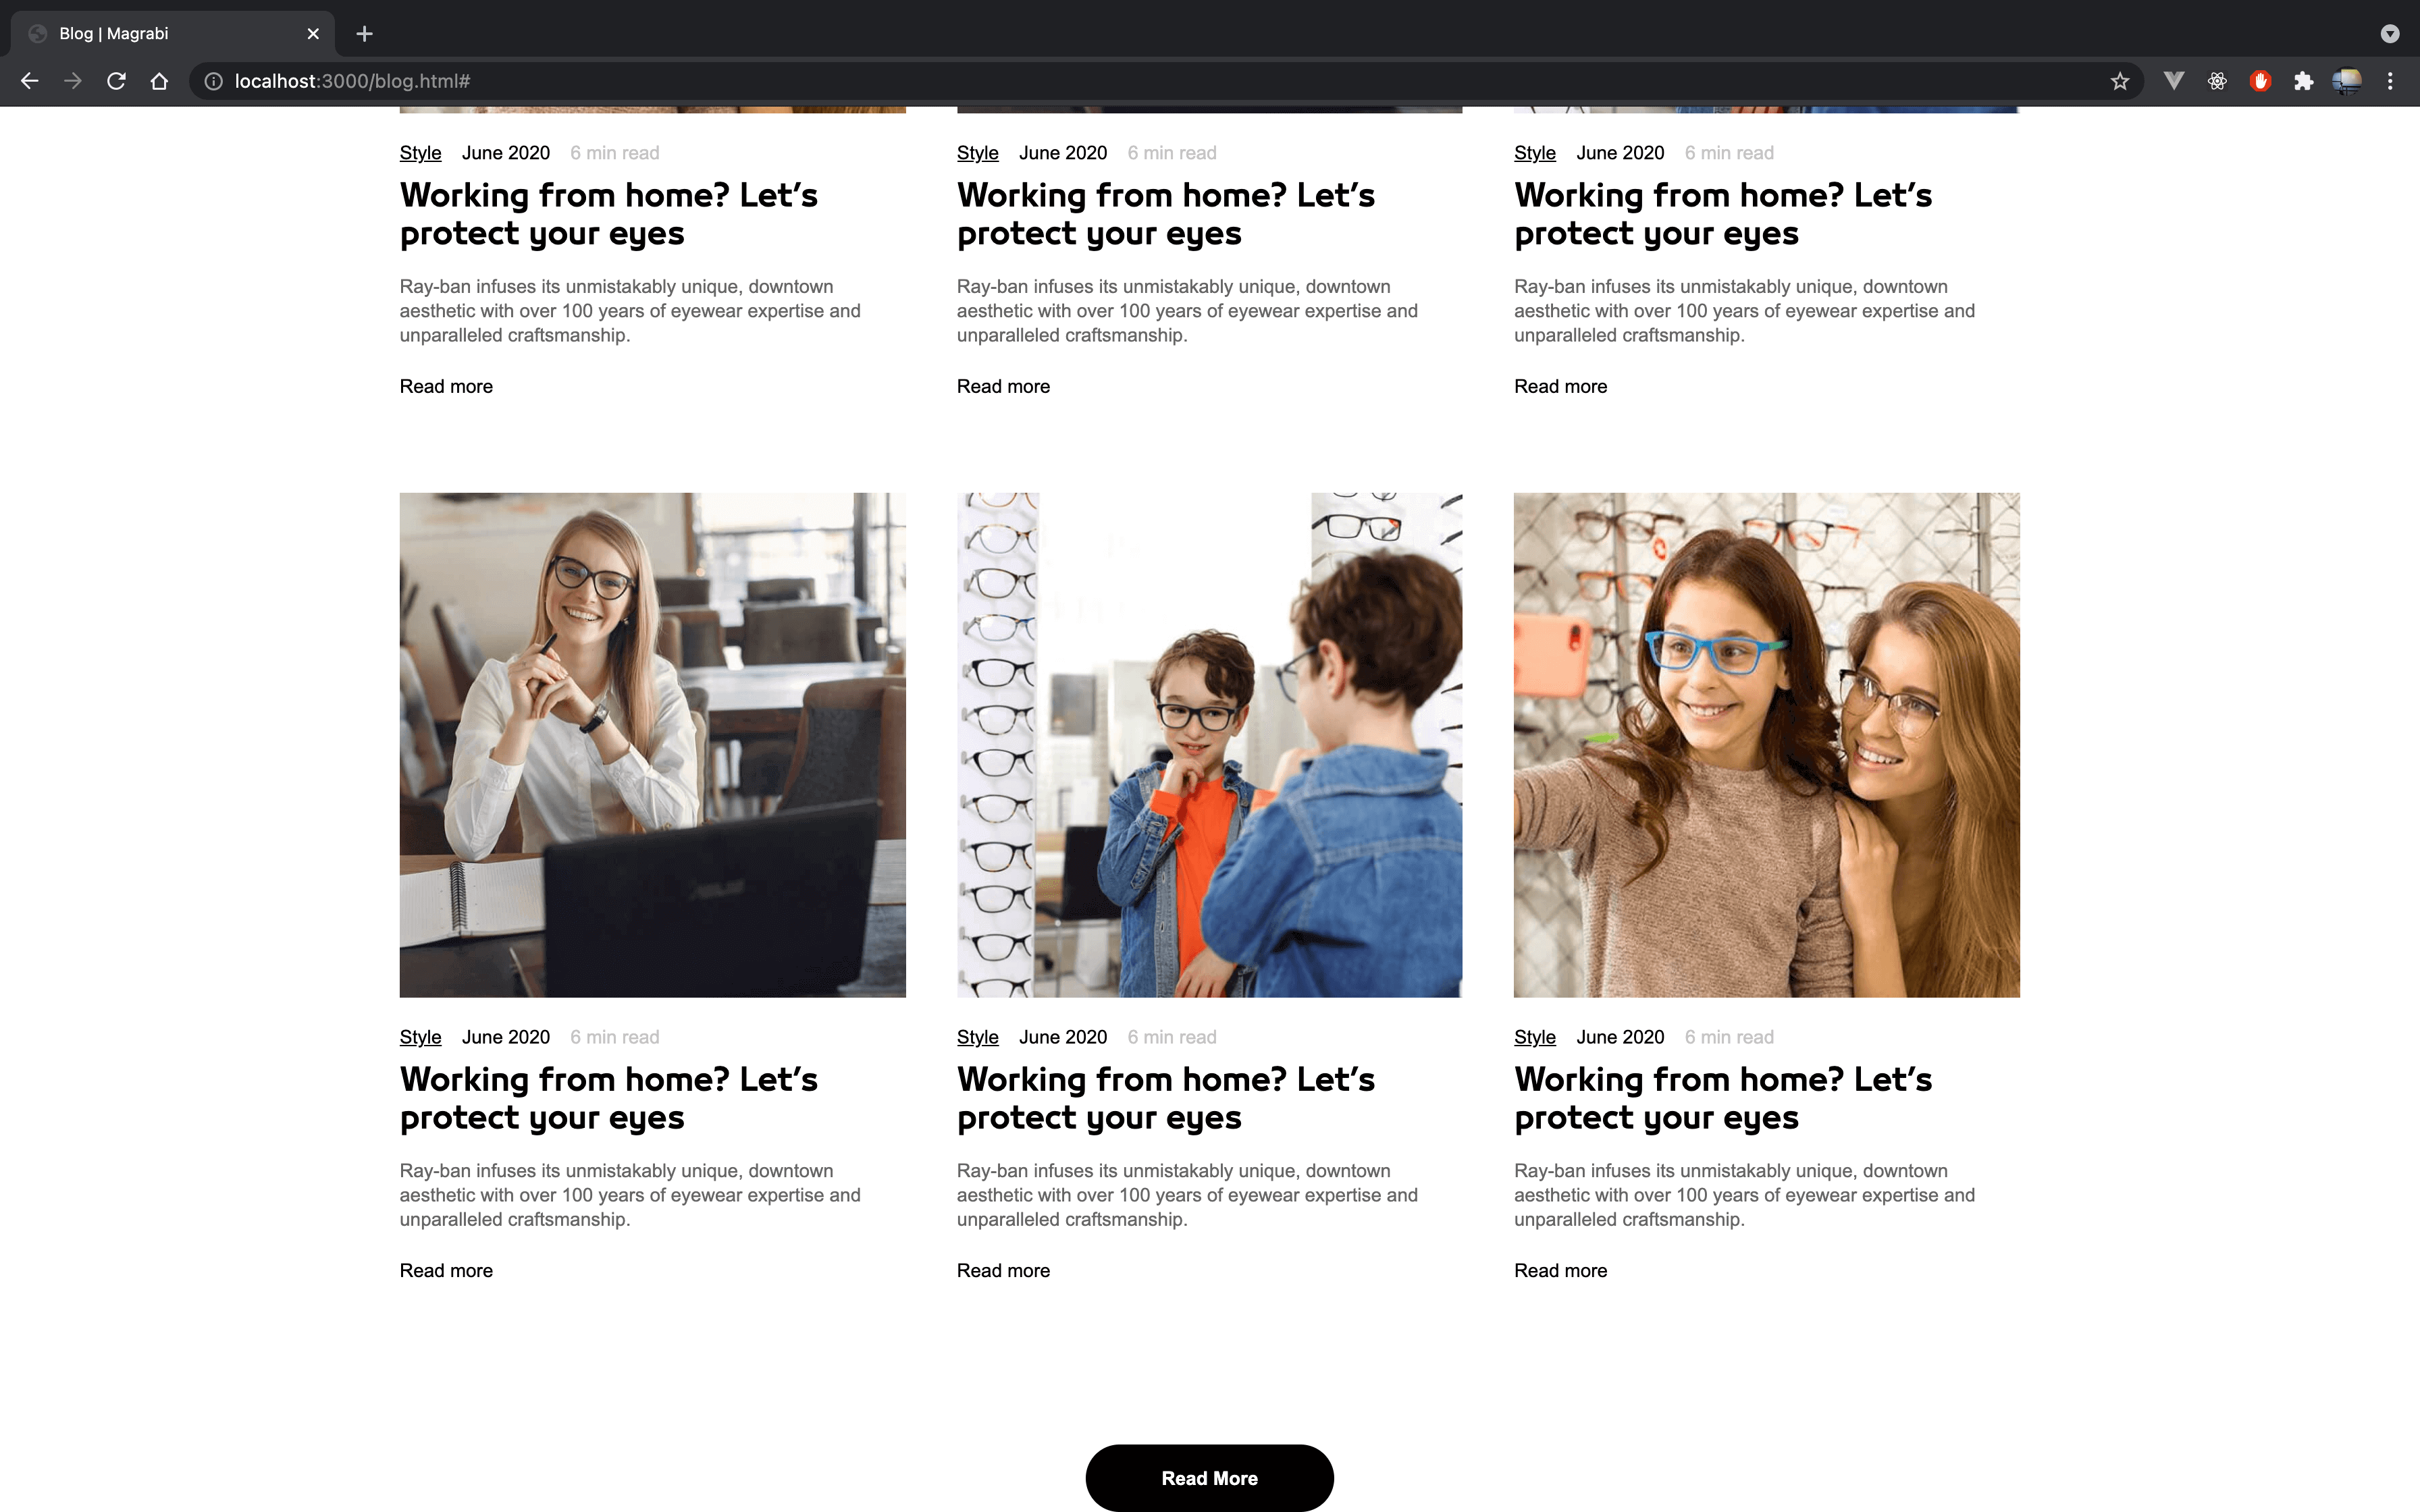 Blog | Magrabi
localhost:3000/blog.html#
Style June 2020 6 min read
Working from home? Let's
protect your eyes
Ray-ban infuses its unmistakably unique, downtown
aesthetic with over 100 years of eyewear expertise and
unparalleled craftsmanship.
Read more
Style June 2020 6 min read
Working from home? Let's
protect your eyes
Ray-ban infuses its unmistakably unique, downtown
aesthetic with over 100 years of eyewear expertise and
unparalleled craftsmanship.
Read more
Style June 2020 6 min read
Working from home? Let's
protect your eyes
Ray-ban infuses its unmistakably unique, downtown
aesthetic with over 100 years of eyewear expertise and
unparalleled craftsmanship.
Read more
Style June 2020 6 min read
Working from home? Let's
protect your eyes
Ray-ban infuses its unmistakably unique, downtown
aesthetic with over 100 years of eyewear expertise and
unparalleled craftsmanship.
Read more
Style June 2020 6 min read
Working from home? Let's
protect your eyes
Ray-ban infuses its unmistakably unique, downtown
aesthetic with over 100 years of eyewear expertise and
unparalleled craftsmanship.
Read more
Style June 2020 6 min read
Working from home? Let's
protect your eyes
Ray-ban infuses its unmistakably unique, downtown
aesthetic with over 100 years of eyewear expertise and
unparalleled craftsmanship.
Read more
Read More